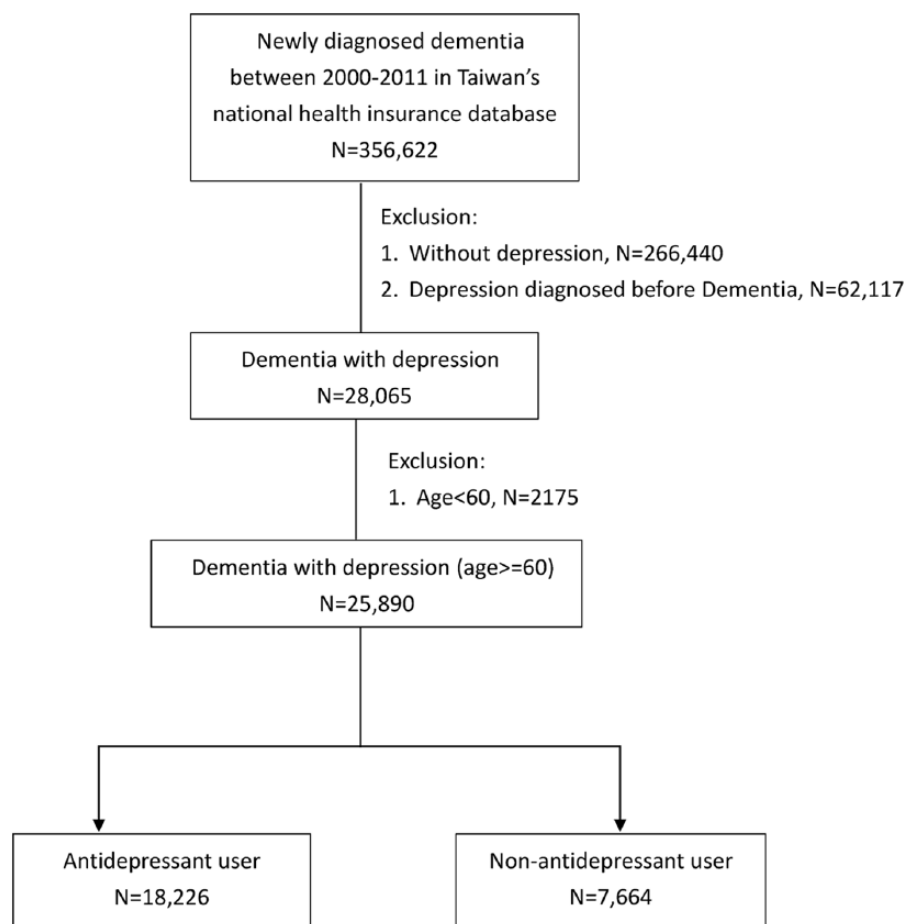 Newly diagnosed dementia
between 2000-2011 in Taiwan's
national health insurance database
N=356,622
Exclusion:
1. Without depression, N=266,440
2. Depression diagnosed before Dementia, N=62,117
Dementia with depression
N=28,065
Exclusion:
1. Age<60, N=2175
Dementia with depression (age>=60)
N=25,890
Antidepressant user
N=18,226
Non-antidepressant user
N=7,664